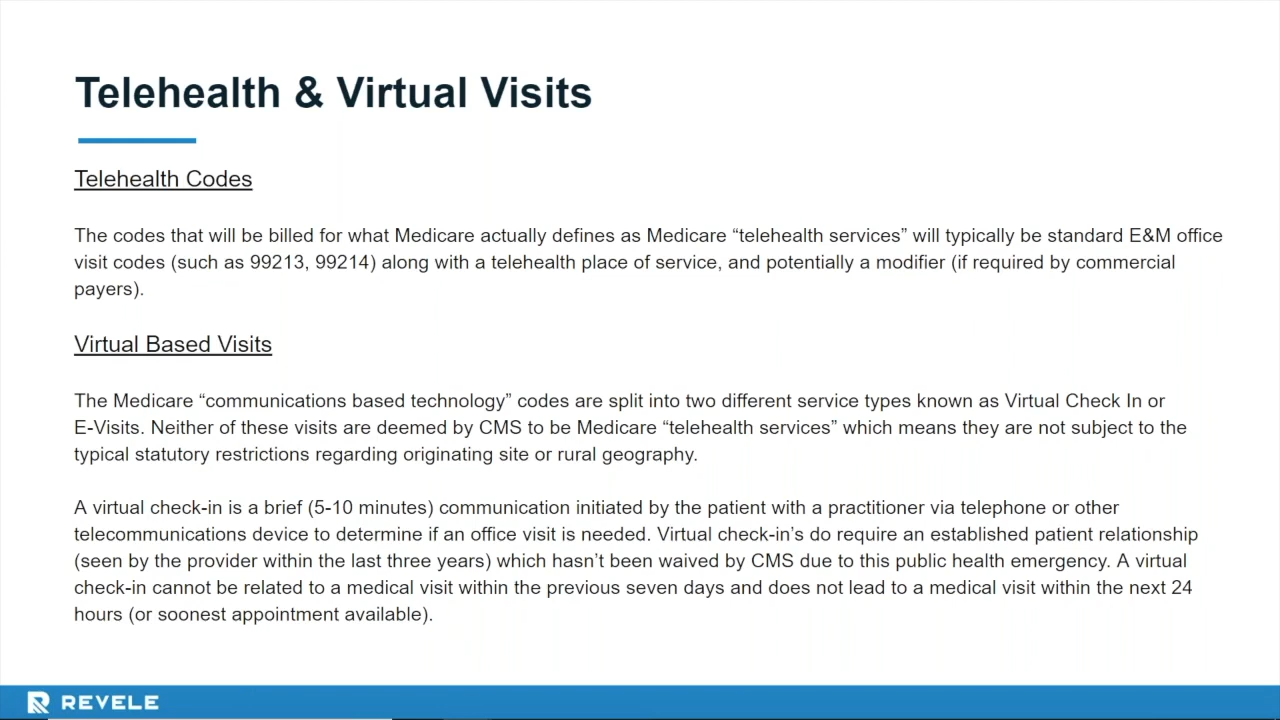 Telehealth & Virtual Visits
Telehealth Codes
The codes that will be billed for what Medicare actually defines as Medicare “telehealth services” will typically be standard E&M office
visit codes (such as 99213, 99214) along with a telehealth place of service, and potentially a modifier (if required by commercial
payers).
Virtual Based Visits
The Medicare “communications based technology” codes are split into two different service types known as Virtual Check In or
E-Visits. Neither of these visits are deemed by CMS to be Medicare “telehealth services” which means they are not subject to the
typical statutory restrictions regarding originating site or rural geography.
A virtual check-in is a brief (5-10 minutes) communication initiated by the patient with a practitioner via telephone or other
telecommunications device to determine if an office visit is needed. Virtual check-in’s do require an established patient relationship
(seen by the provider within the last three years) which hasn’t been waived by CMS due to this public health emergency. A virtual
check-in cannot be related to a medical visit within the previous seven days and does not lead to a medical visit within the next 24
hours (or soonest appointment available).
REVELE